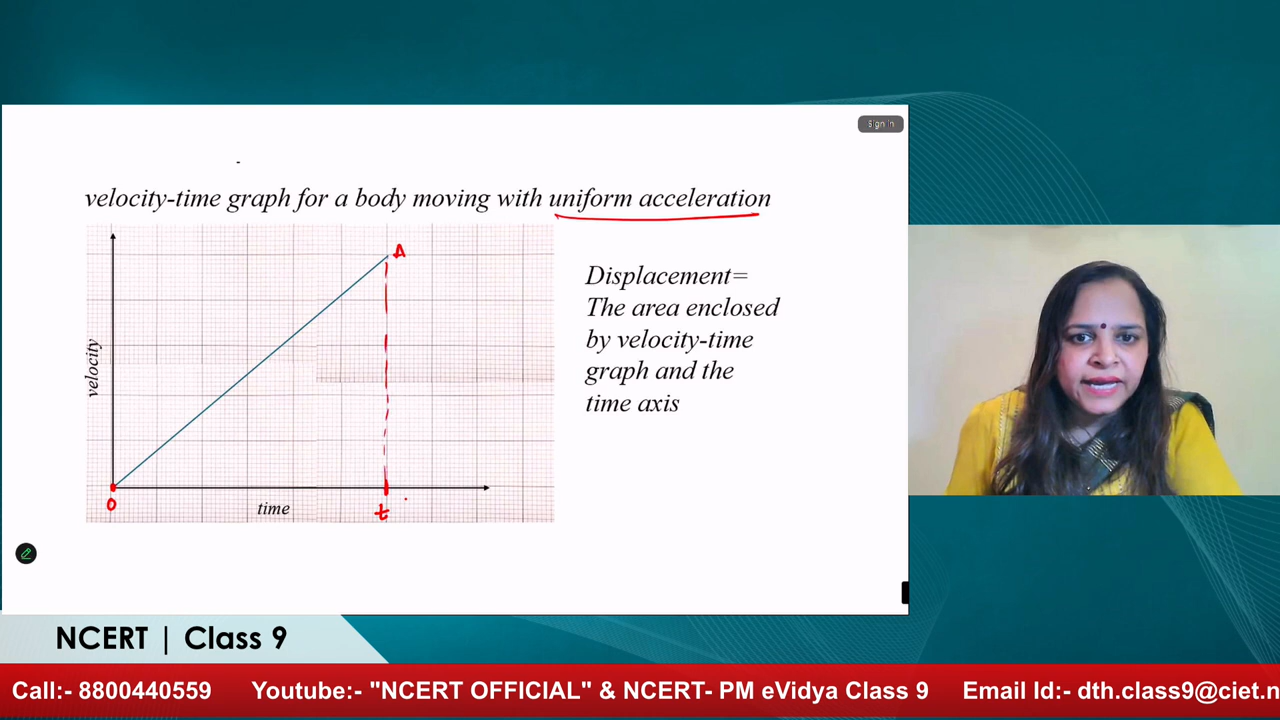 Sign in
velocity-time graph for a body moving with uniform acceleration
A
velocity
O
time
t
Displacement=
The area enclosed
by velocity-time
graph and the
time axis
NCERT | Class 9
Call:- 8800440559 Youtube:- "NCERT OFFICIAL" & NCERT- PM eVidya Class 9 Email Id:- dth.class9@ciet.n